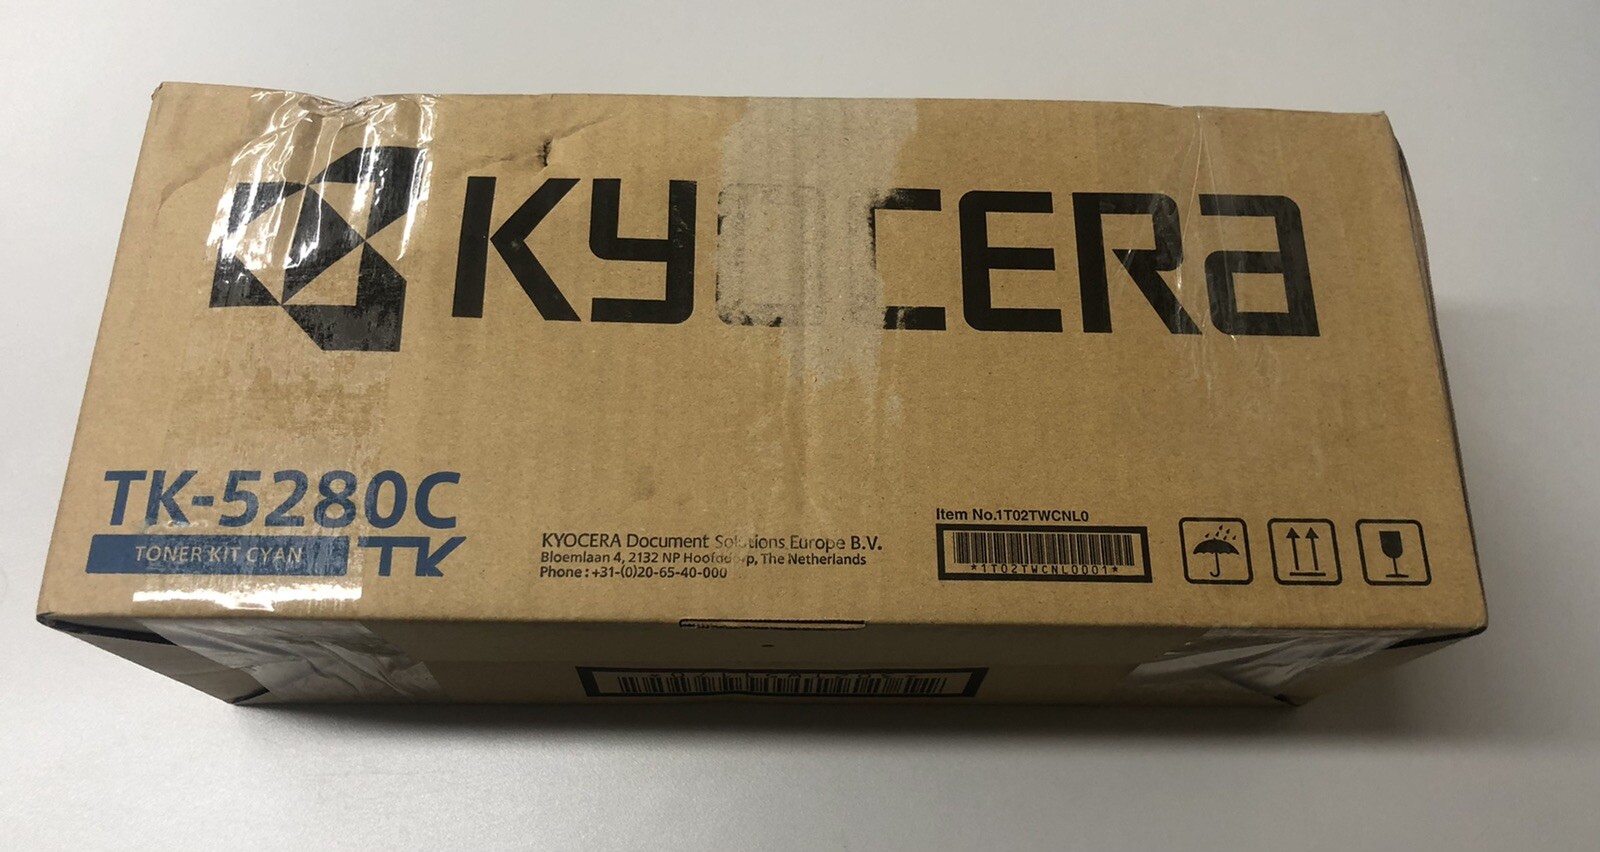 KYOCERA
TK-5280C
TONER KIT CYAN
TK
KYOCERA Document Solutions Europe B.V.
Bloemlaan 4, 2132 NP Hoofddorp, The Netherlands
Phone : +31-(0)20-65-40-000
Item No.1T02TWCNL0
*1T02TWCNL0001*